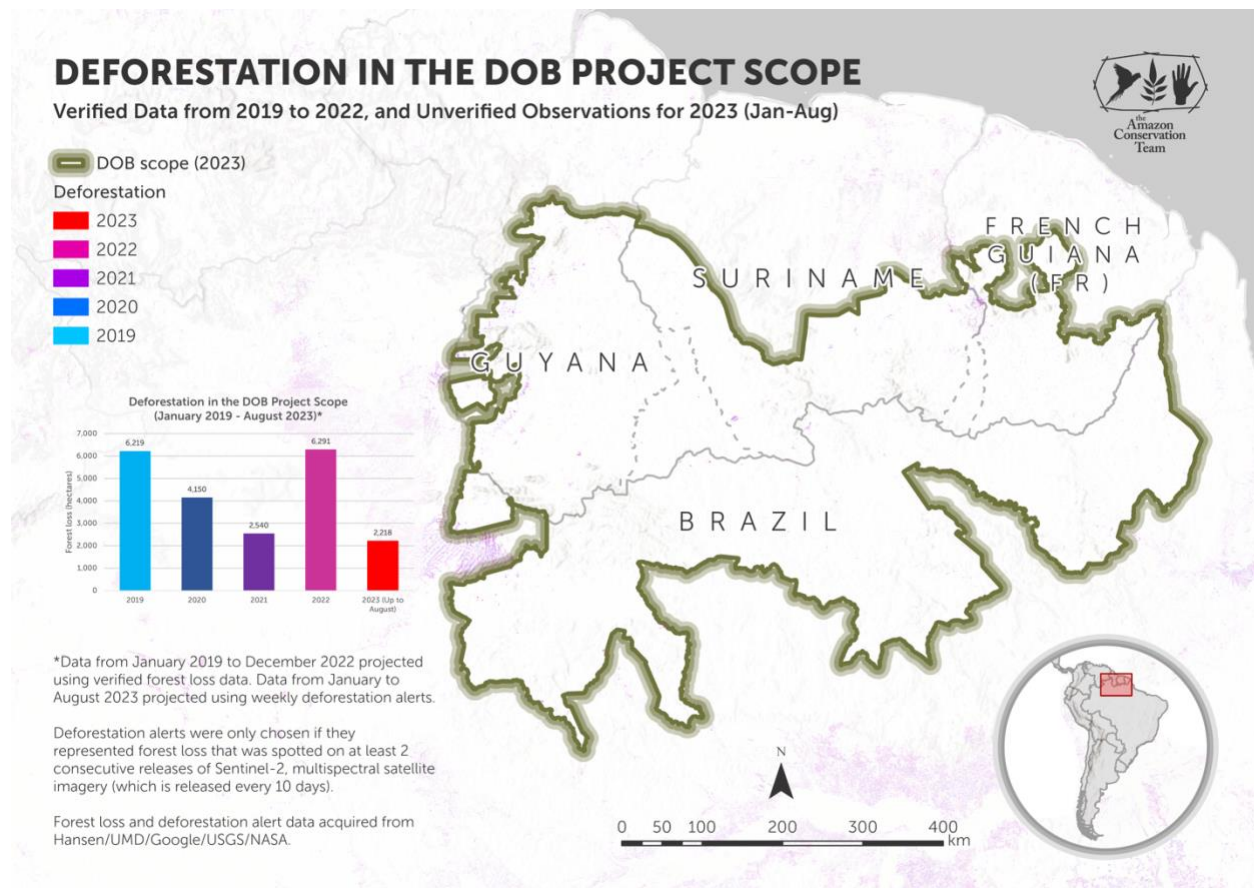 DEFORESTATION IN THE DOB PROJECT SCOPE
Verified Data from 2019 to 2022, and Unverified Observations for 2023 (Jan-Aug)
the
Amazon
Conservation
Team
DOB scope (2023)
Deforestation
2023
2022
2021
2020
2019
FRENCH
GUIANA
(FR)
SURINAME
GUYANA
BRAZIL
Deforestation in the DOB Project Scope
(January 2019 - August 2023)*
Forest loss (hectares)
7,000
6,000
5,000
4,000
3,000
2,000
1,000
0
6,219
4,150
2,540
6,291
2,218
2019
2020
2021
2022
2023 (Up to
August)
*Data from January 2019 to December 2022 projected
using verified forest loss data. Data from January to
August 2023 projected using weekly deforestation alerts.
Deforestation alerts were only chosen if they
represented forest loss that was spotted on at least 2
consecutive releases of Sentinel-2, multispectral satellite
imagery (which is released every 10 days).
Forest loss and deforestation alert data acquired from
Hansen/UMD/Google/USGS/NASA.
N
0 50 100 200 300 400
km